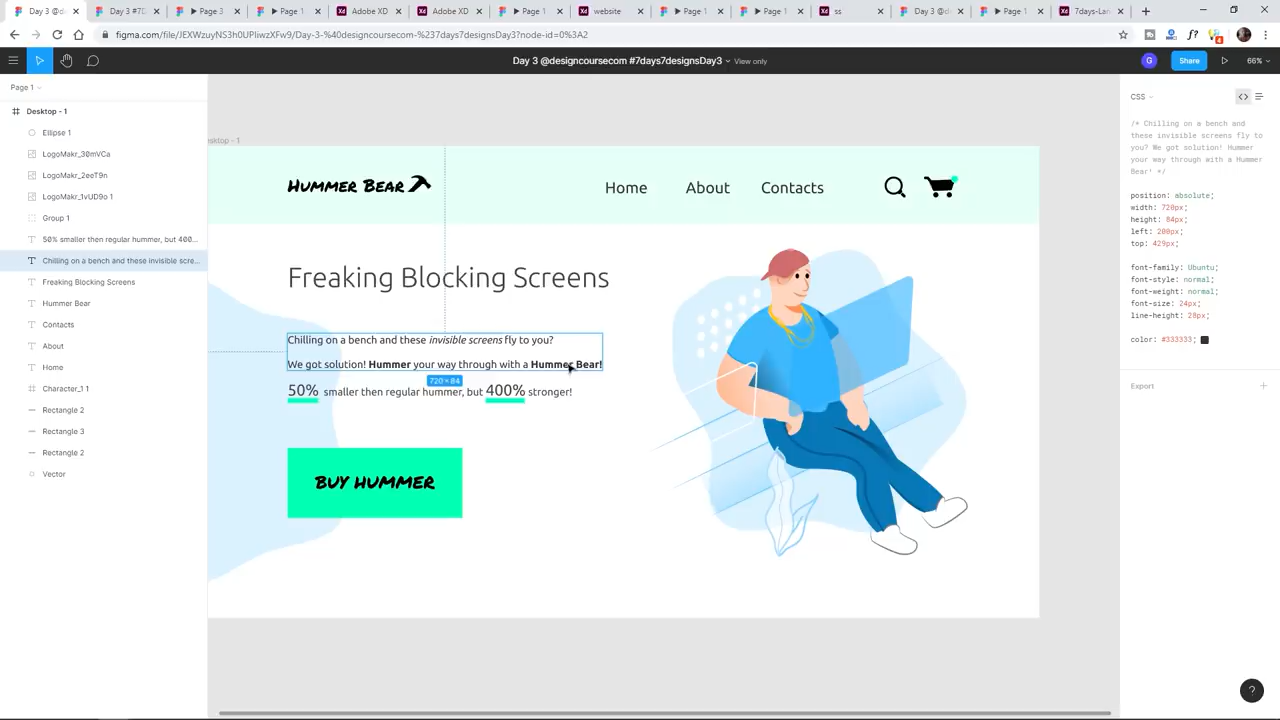 Day 3 @de
Day 7 @de
Page 3
Page 1
Adobe XD
Adobe XD
Page 1
website
Page 1
Page 1
ss
Day 3 @d
Page 1
7days-Lan
figma.com/file/JEXWzuyNS3h0UPIiwzXFw9/Day-3-%40designcoursecom-%237days7designsDay3?node-id=0%3A2
Day 3 @designcoursecom #7days7designsDay3
View only
G
Share
66%
Page 1
Desktop - 1
Ellipse 1
LogoMakr_30mVCa
LogoMakr_2eeT9n
LogoMakr_1vUD9o 1
Group 1
50% smaller then regular hummer, but 400...
Chilling on a bench and these invisible scre...
Freaking Blocking Screens
Hummer Bear
Contacts
About
Home
Character_1 1
Rectangle 2
Rectangle 3
Rectangle 2
Vector
esktop - 1
Hummer Bear
Home
About
Contacts
Freaking Blocking Screens
Chilling on a bench and these invisible screens fly to you?
We got solution! Hummer your way through with a Hummer Bear!
720 × 84
50% smaller then regular hummer, but 400% stronger!
BUY HUMMER
CSS
/* Chilling on a bench and
these invisible screens fly to
you? We got solution! Hummer
your way through with a Hummer
Bear! */
position: absolute;
width: 720px;
height: 84px;
left: 200px;
top: 429px;
font-family: Ubuntu;
font-style: normal;
font-weight: normal;
font-size: 24px;
line-height: 28px;
color: #333333;
Export
?